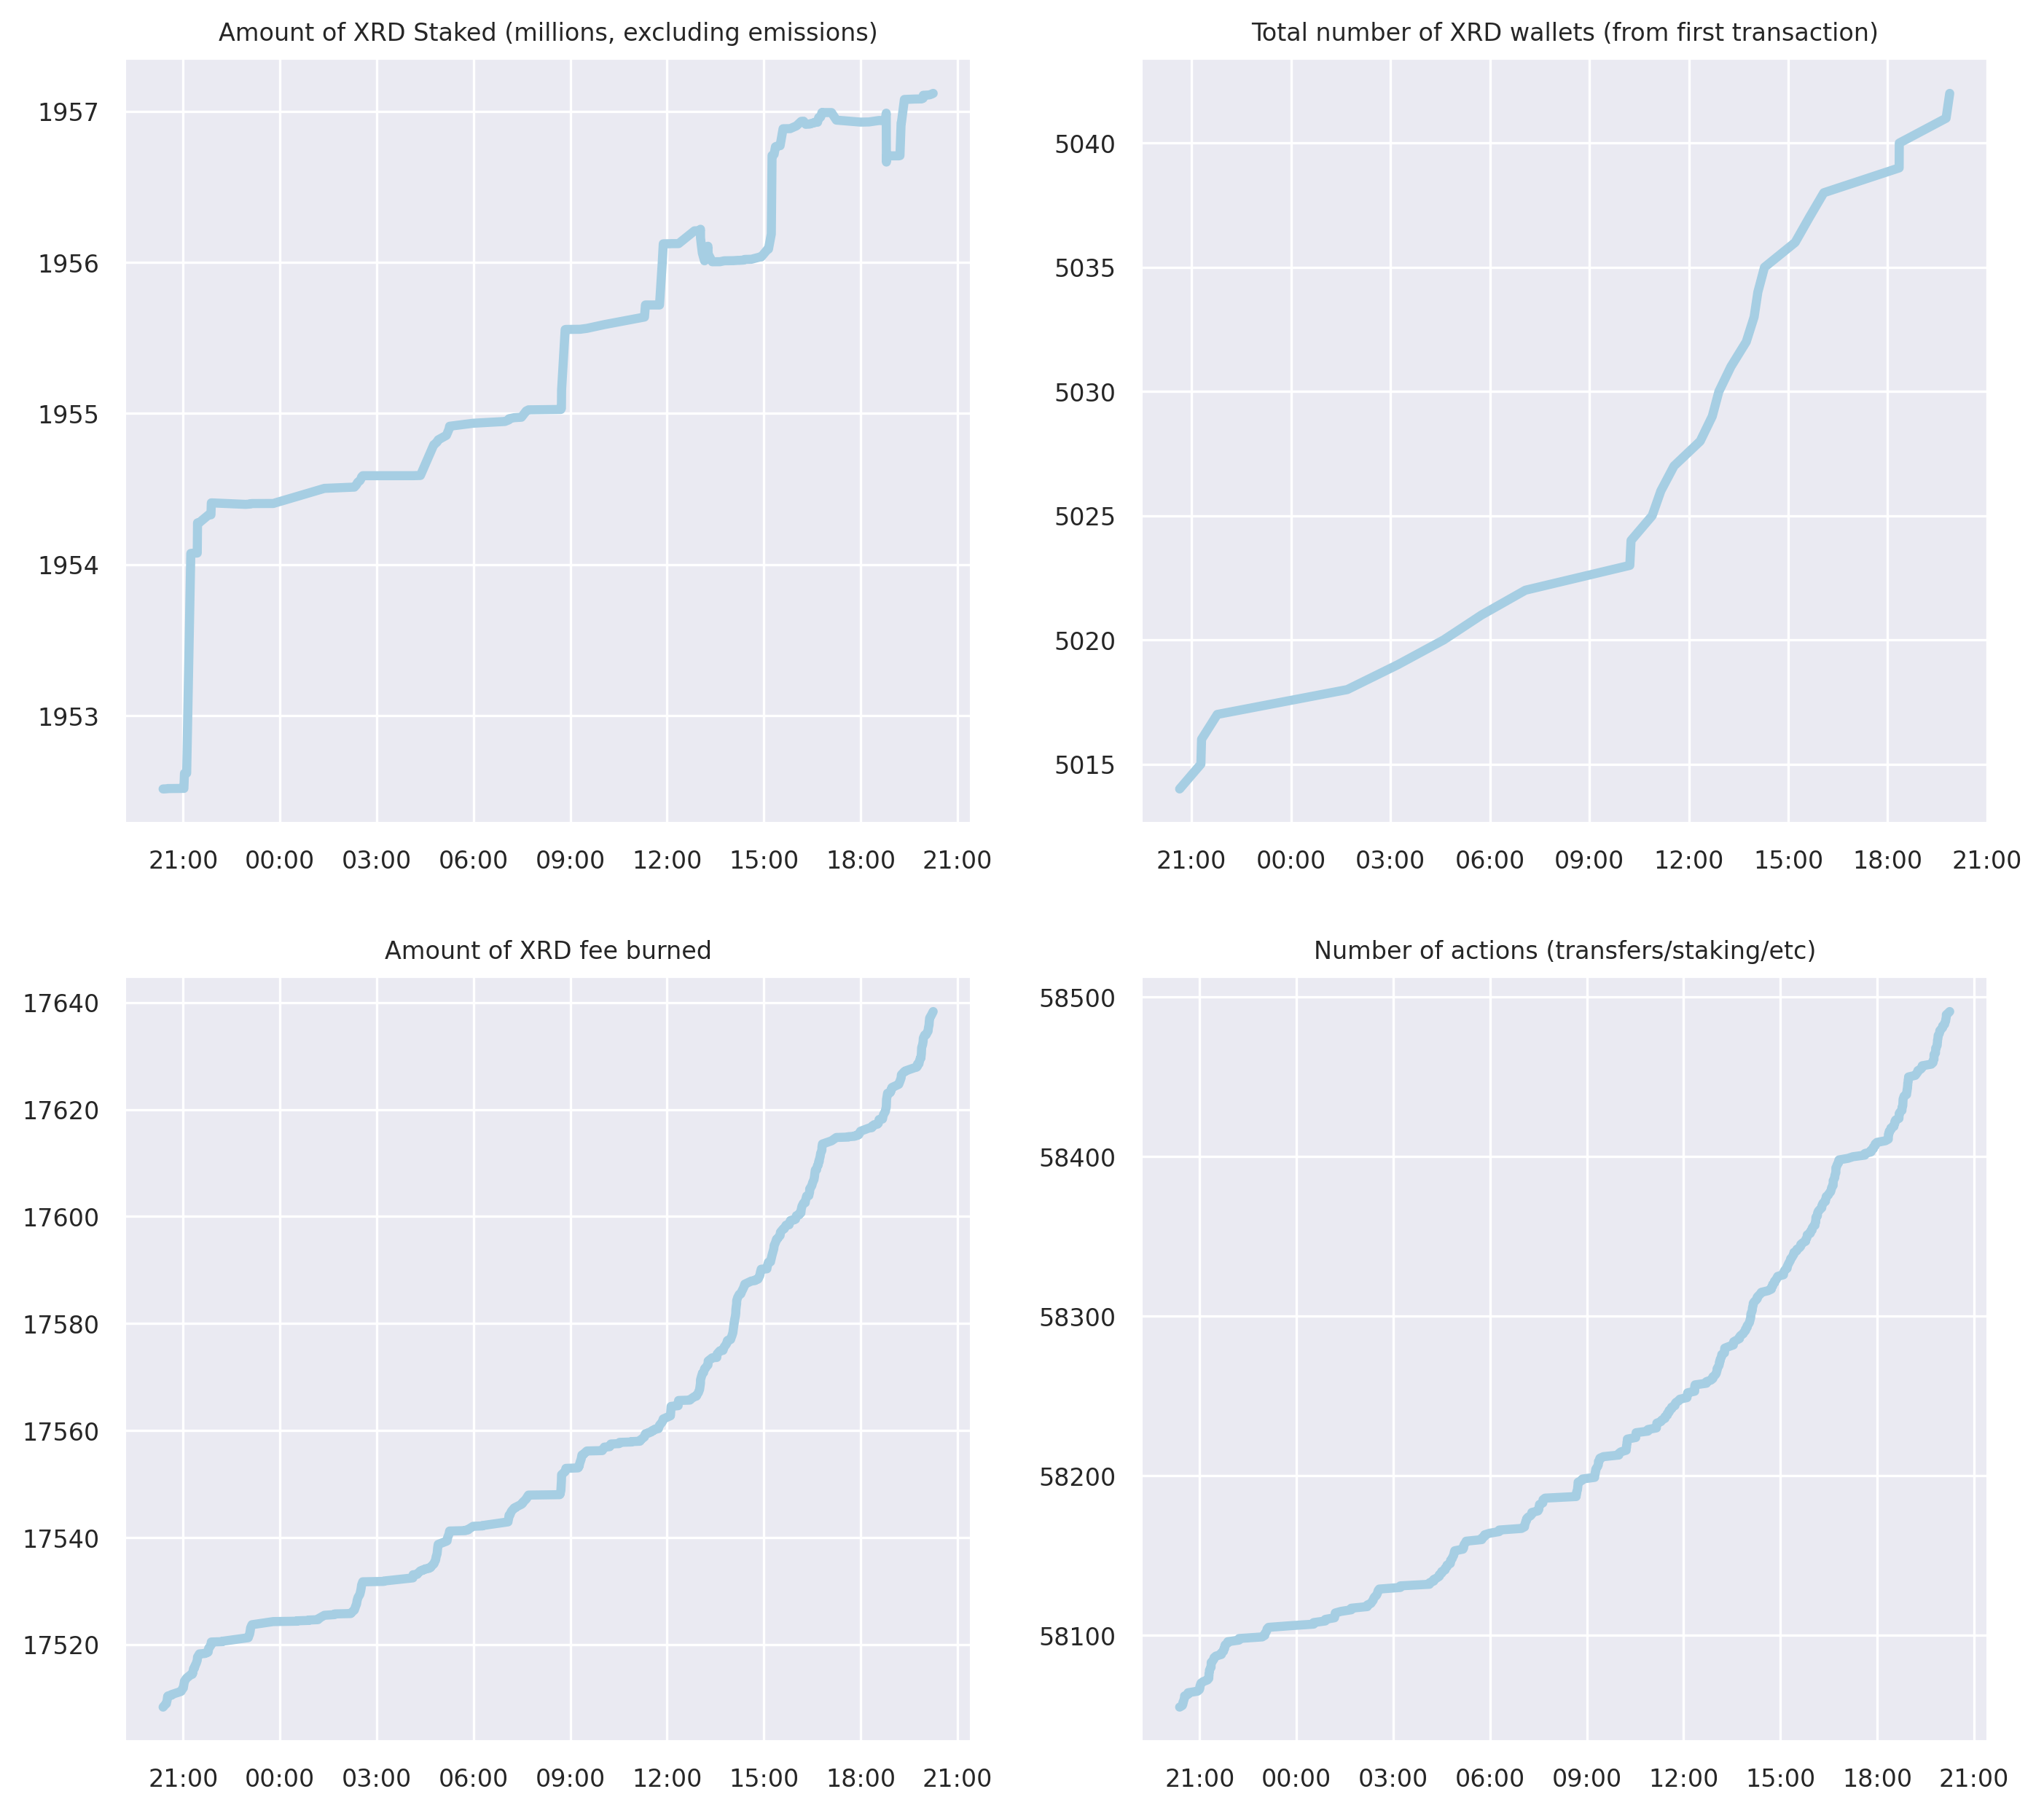 Amount of XRD Staked (millions, excluding emissions)
1957
1956
1955
1954
1953
21:00 00:00 03:00 06:00 09:00 12:00 15:00 18:00 21:00
Total number of XRD wallets (from first transaction)
5040
5035
5030
5025
5020
5015
21:00 00:00 03:00 06:00 09:00 12:00 15:00 18:00 21:00
Amount of XRD fee burned
17640
17620
17600
17580
17560
17540
17520
21:00 00:00 03:00 06:00 09:00 12:00 15:00 18:00 21:00
Number of actions (transfers/staking/etc)
58500
58400
58300
58200
58100
21:00 00:00 03:00 06:00 09:00 12:00 15:00 18:00 21:00